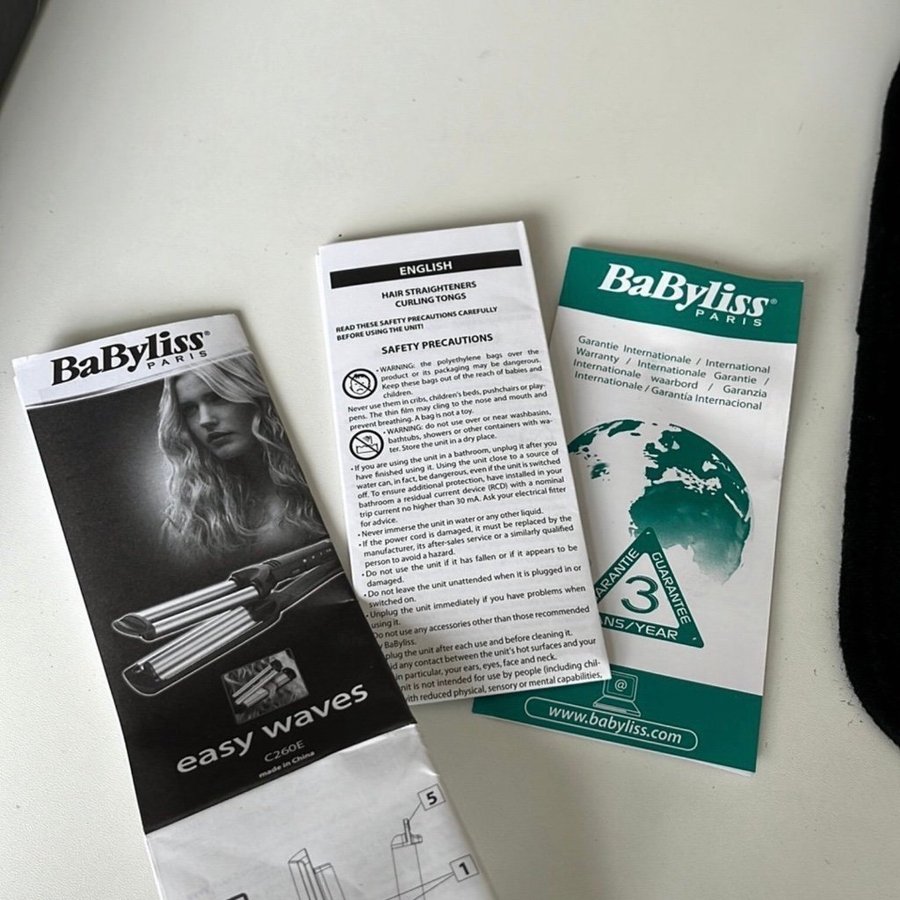 BaByliss®
PARIS
easy waves
C260E
made in China
5
1
ENGLISH
HAIR STRAIGHTENERS
CURLING TONGS
READ THESE SAFETY PRECAUTIONS CAREFULLY
BEFORE USING THE UNIT!
SAFETY PRECAUTIONS
• WARNING: the polyethylene bags over the
product or its packaging may be dangerous.
Keep these bags out of the reach of babies and
children.
Never use them in cribs, children's beds, pushchairs or play-
pens. The thin film may cling to the nose and mouth and
prevent breathing. A bag is not a toy.
• WARNING: do not use over or near washbasins,
bathtubs, showers or other containers with wa-
ter. Store the unit in a dry place.
• If you are using the unit in a bathroom, unplug it after you
have finished using it. Using the unit close to a source of
water can, in fact, be dangerous, even if the unit is switched
off. To ensure additional protection, have installed in your
bathroom a residual current device (RCD) with a nominal
trip current no higher than 30 mA. Ask your electrical fitter
for advice.
• Never immerse the unit in water or any other liquid.
• If the power cord is damaged, it must be replaced by the
manufacturer, its after-sales service or a similarly qualified
person to avoid a hazard.
• Do not use the unit if it has fallen or if it appears to be
damaged.
• Do not leave the unit unattended when it is plugged in or
switched on.
• Unplug the unit immediately if you have problems when
using it.
Do not use any accessories other than those recommended
y BaByliss.
plug the unit after each use and before cleaning it.
id any contact between the unit's hot surfaces and your
in particular, your ears, eyes, face and neck.
nit is not intended for use by people (including chil-
with reduced physical, sensory or mental capabilities,
BaByliss®
PARIS
Garantie Internationale / International
Warranty / Internationale Garantie /
Internationale waarbord / Garanzia
Internationale / Garantía Internacional
ARANTIE
GUARANTEE
3
ANS/YEAR
@
www.babyliss.com